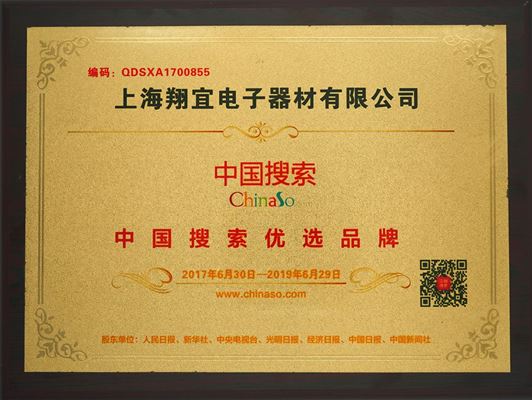 编码：QDSXA1700855
上海翔宜电子器材有限公司
中国搜索
ChinaSo
中国搜索优选品牌
2017年6月30日—2019年6月29日
www.chinaso.com
股东单位：人民日报、新华社、中央电视台、光明日报、经济日报、中国日报、中国新闻社